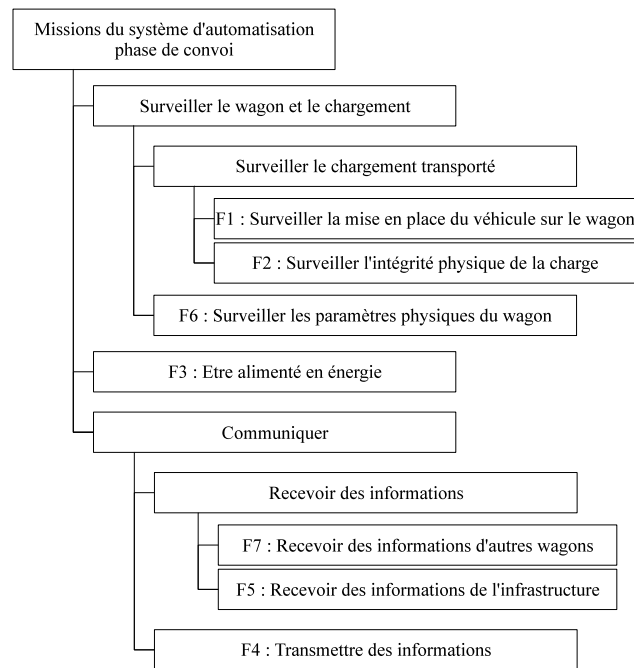 Missions du système d'automatisation
phase de convoi
Surveiller le wagon et le chargement
Surveiller le chargement transporté
F1 : Surveiller la mise en place du véhicule sur le wagon
F2 : Surveiller l'intégrité physique de la charge
F6 : Surveiller les paramètres physiques du wagon
F3 : Etre alimenté en énergie
Communiquer
Recevoir des informations
F7 : Recevoir des informations d'autres wagons
F5 : Recevoir des informations de l'infrastructure
F4 : Transmettre des informations